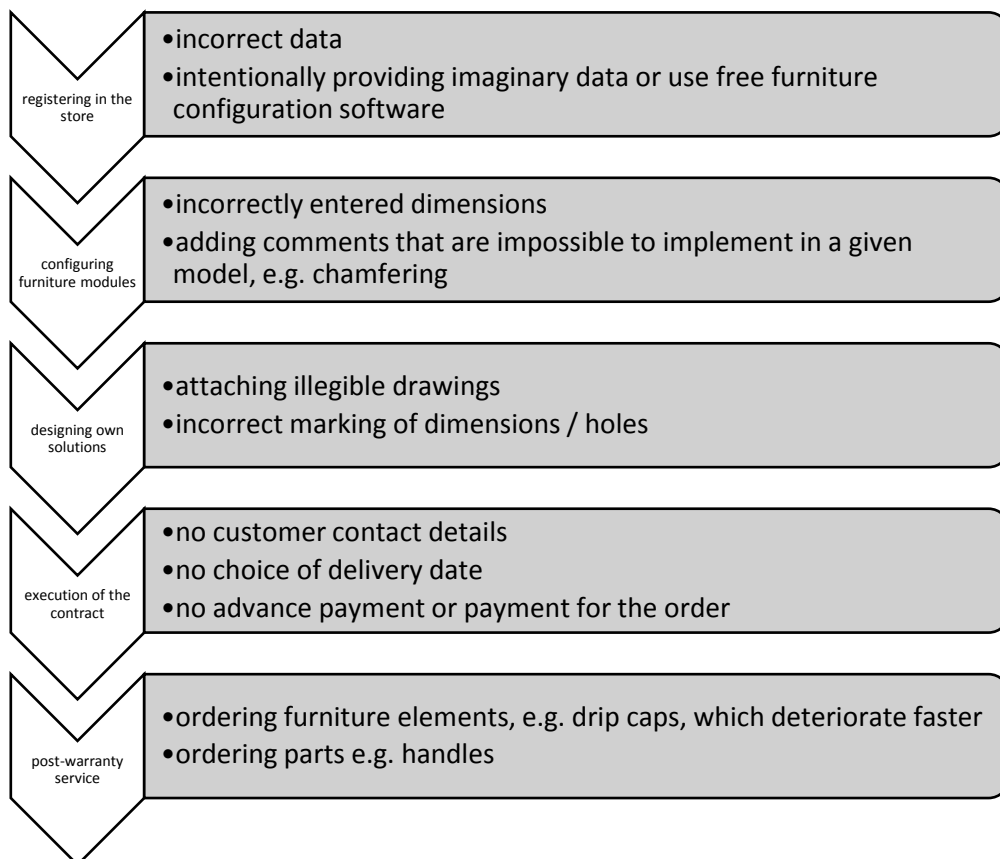 registering in the
store
•incorrect data
•intentionally providing imaginary data or use free furniture
configuration software
configuring
furniture modules
•incorrectly entered dimensions
•adding comments that are impossible to implement in a given
model, e.g. chamfering
designing own
solutions
•attaching illegible drawings
•incorrect marking of dimensions / holes
execution of the
contract
•no customer contact details
•no choice of delivery date
•no advance payment or payment for the order
post-warranty
service
•ordering furniture elements, e.g. drip caps, which deteriorate faster
•ordering parts e.g. handles